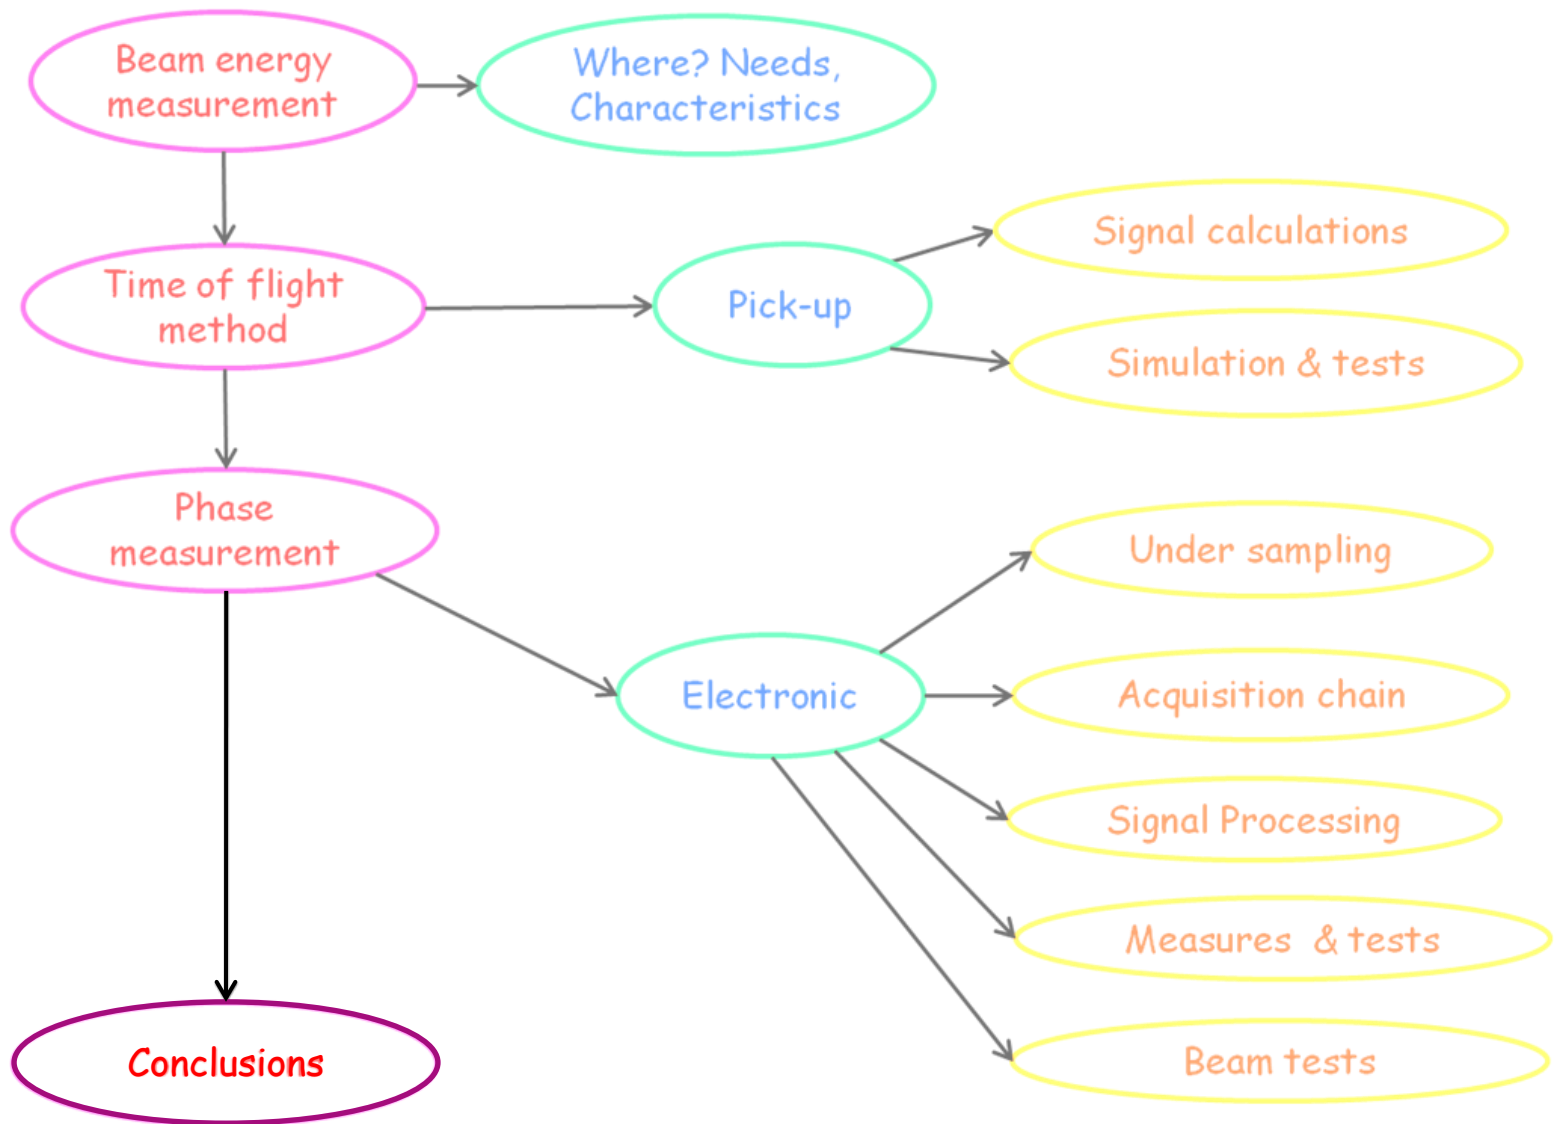 Beam energy
measurement
Where? Needs,
Characteristics
Signal calculations
Time of flight
method
Pick-up
Simulation & tests
Phase
measurement
Under sampling
Electronic
Acquisition chain
Signal Processing
Measures  & tests
Conclusions
Beam tests